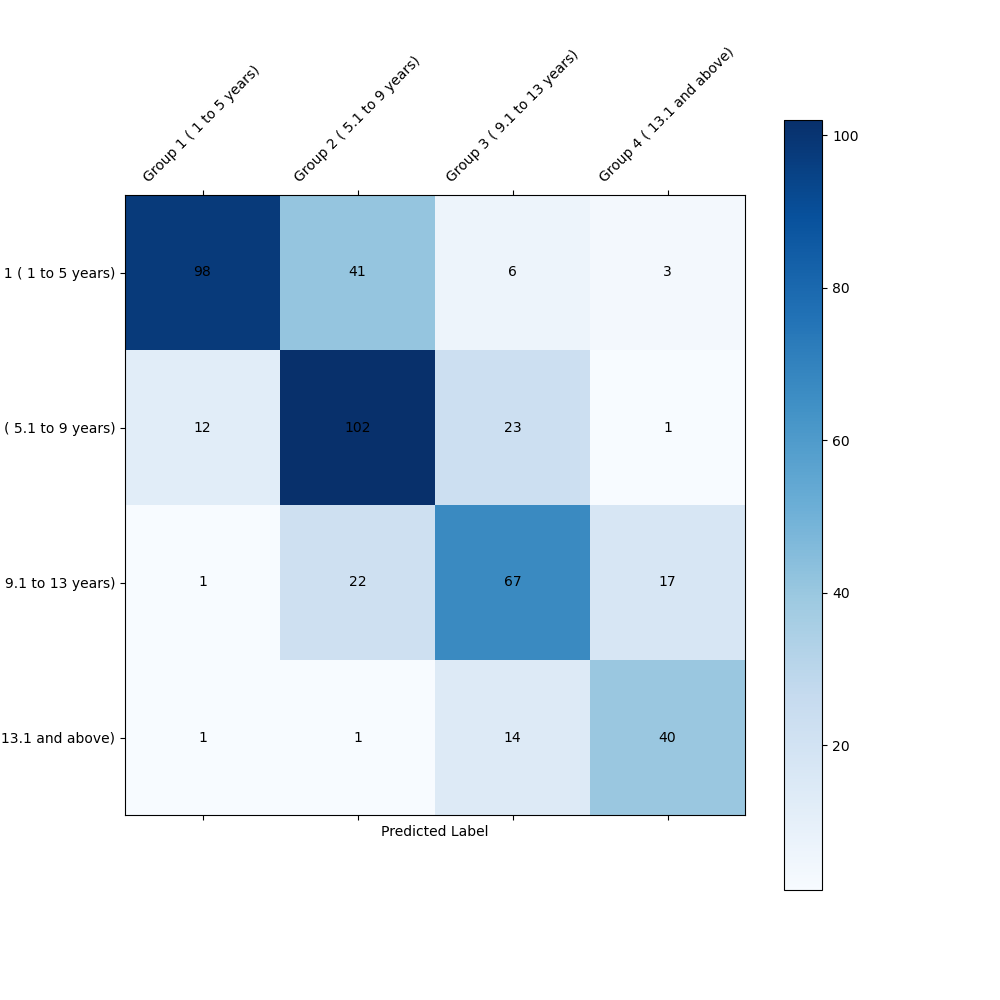 Group 1 ( 1 to 5 years)
Group 2 ( 5.1 to 9 years)
Group 3 ( 9.1 to 13 years)
Group 4 ( 13.1 and above)
1 ( 1 to 5 years) 98 41 6 3
( 5.1 to 9 years) 12 102 23 1
9.1 to 13 years) 1 22 67 17
13.1 and above) 1 1 14 40
Predicted Label
100
80
60
40
20